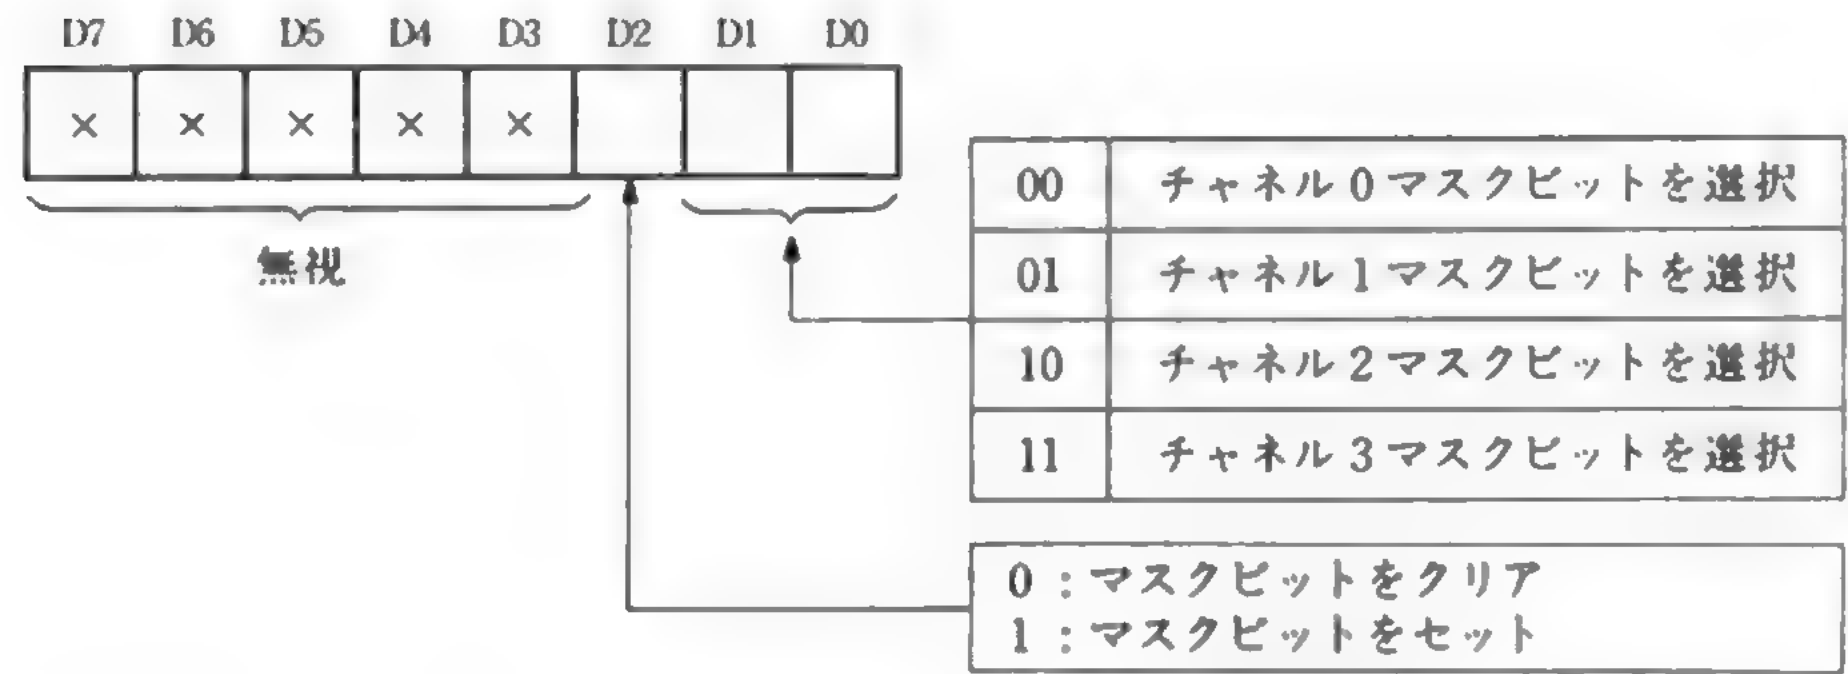 D7 D6 D5 D4 D3 D2 D1 D0
× × × × ×
無視
00 チャネル0マスクビットを選択
01 チャネル1マスクビットを選択
10 チャネル2マスクビットを選択
11 チャネル3マスクビットを選択
0：マスクビットをクリア
1：マスクビットをセット